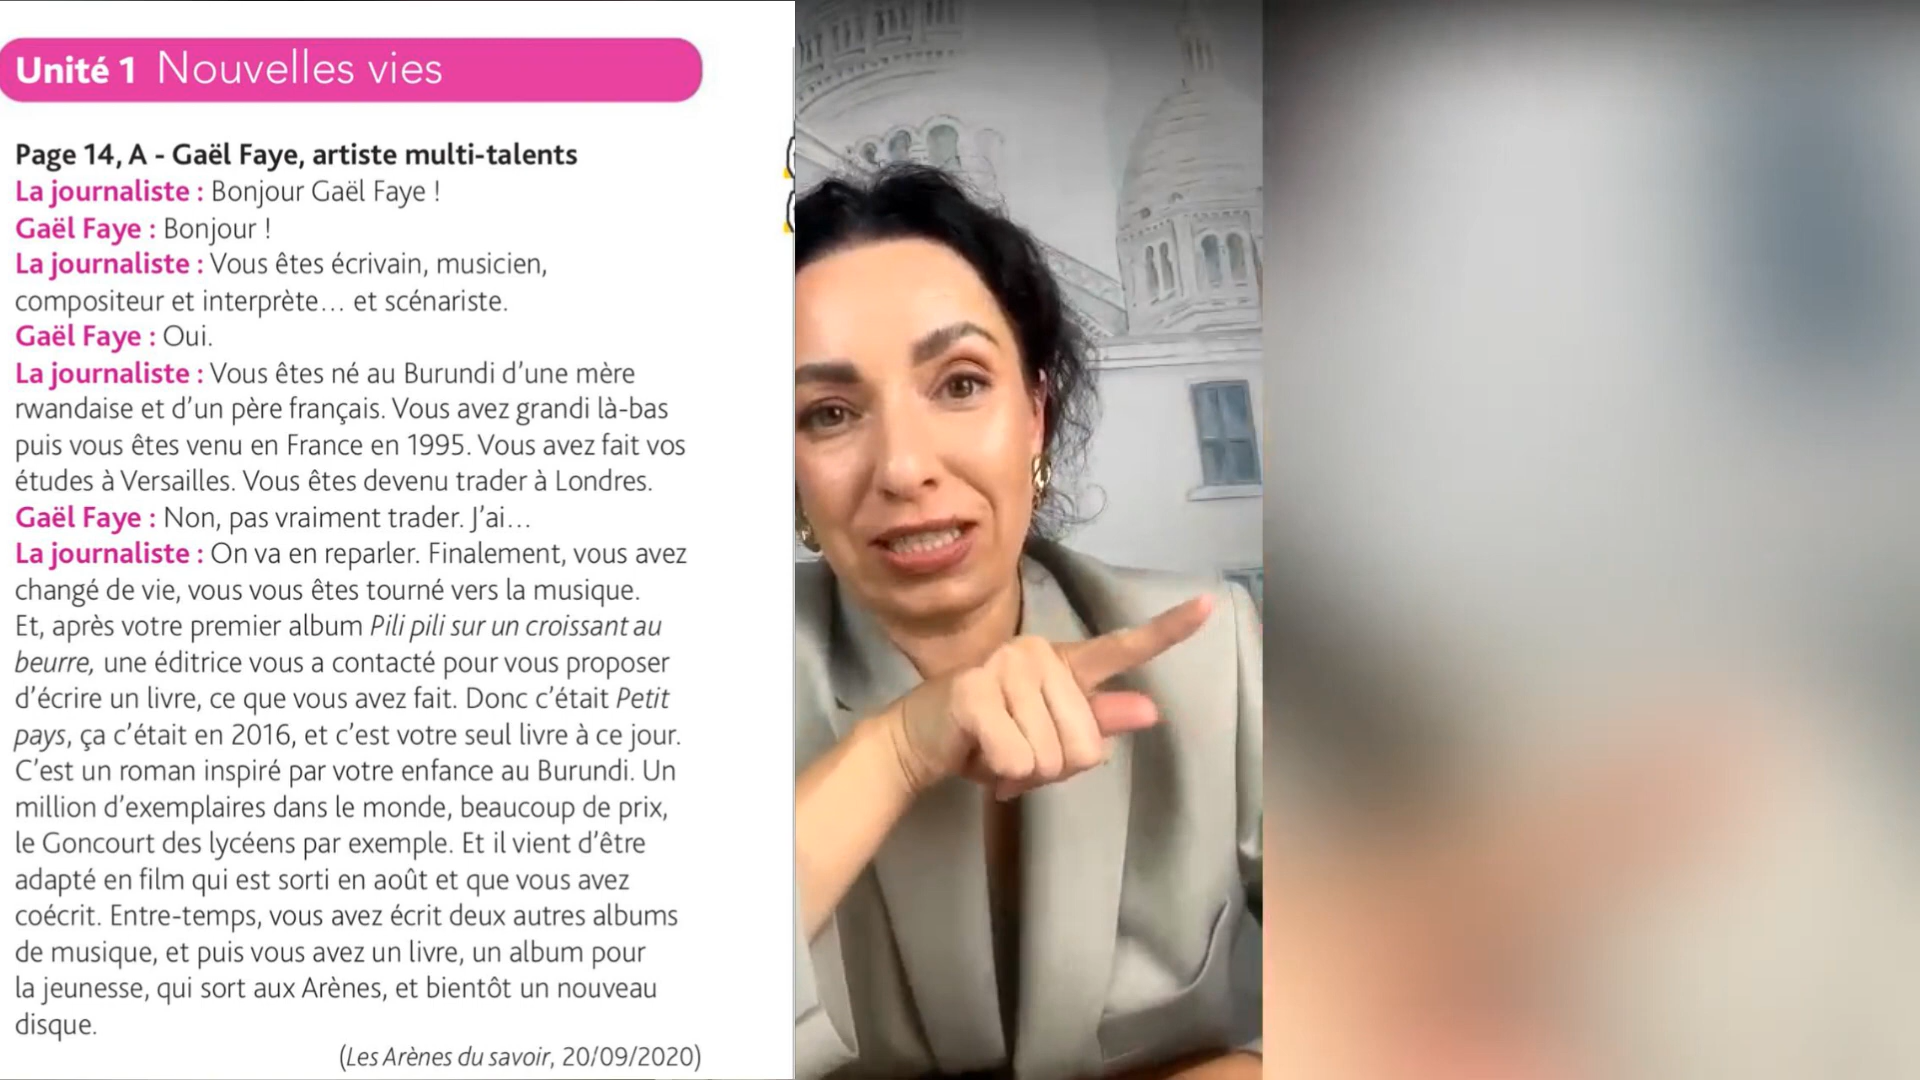 Unité 1 Nouvelles vies
Page 14, A - Gaël Faye, artiste multi-talents
La journaliste : Bonjour Gaël Faye !
Gaël Faye : Bonjour !
La journaliste : Vous êtes écrivain, musicien,
compositeur et interprète… et scénariste.
Gaël Faye : Oui.
La journaliste : Vous êtes né au Burundi d’une mère
rwandaise et d’un père français. Vous avez grandi là-bas
puis vous êtes venu en France en 1995. Vous avez fait vos
études à Versailles. Vous êtes devenu trader à Londres.
Gaël Faye : Non, pas vraiment trader. J’ai…
La journaliste : On va en reparler. Finalement, vous avez
changé de vie, vous vous êtes tourné vers la musique.
Et, après votre premier album Pili pili sur un croissant au
beurre, une éditrice vous a contacté pour vous proposer
d’écrire un livre, ce que vous avez fait. Donc c’était Petit
pays, ça c’était en 2016, et c’est votre seul livre à ce jour.
C’est un roman inspiré par votre enfance au Burundi. Un
million d’exemplaires dans le monde, beaucoup de prix,
le Goncourt des lycéens par exemple. Et il vient d’être
adapté en film qui est sorti en août et que vous avez
coécrit. Entre-temps, vous avez écrit deux autres albums
de musique, et puis vous avez un livre, un album pour
la jeunesse, qui sort aux Arènes, et bientôt un nouveau
disque.
(Les Arènes du savoir, 20/09/2020)